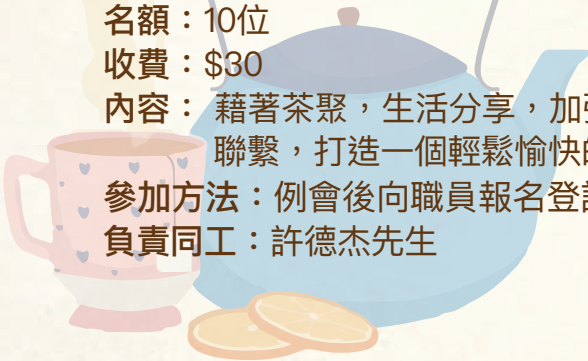 名額：10位
收費：$30
內容： 藉著茶聚，生活分享，加
聯繫，打造一個輕鬆愉快
參加方法：例會後向職員報名登
負責同工：許德杰先生